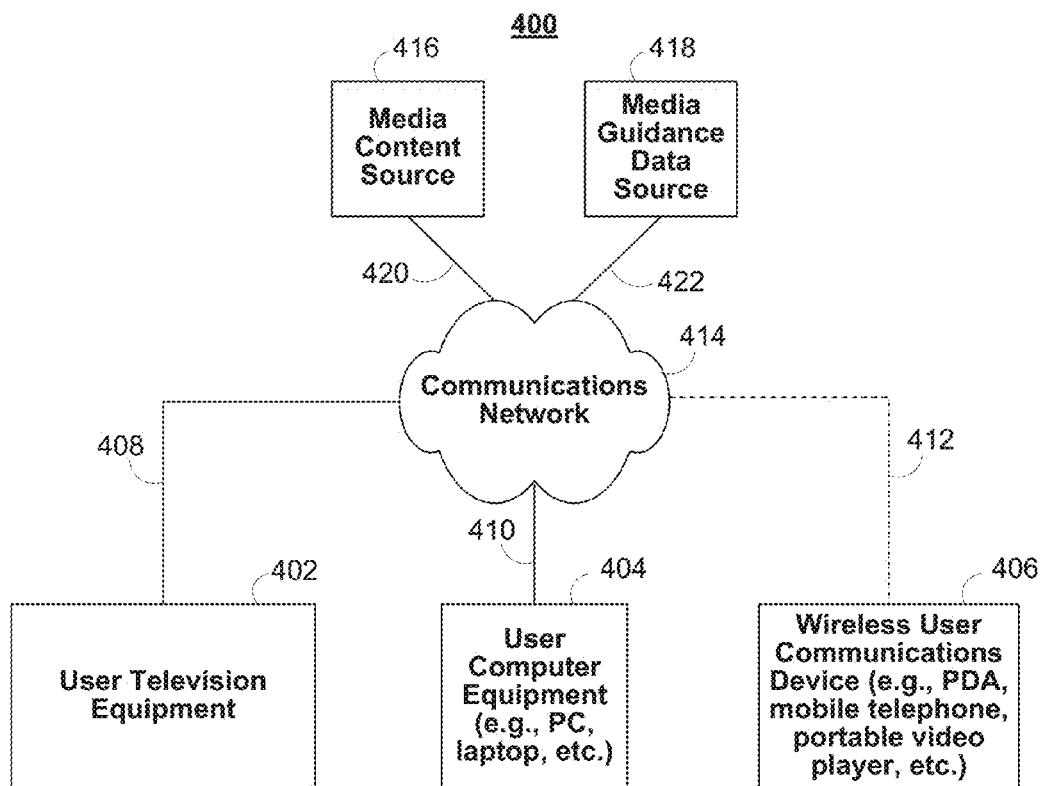 400
416
418
Media
Content
Source
Media
Guidance
Data
Source
420
422
414
Communications
Network
408
412
410
402
404
406
User Television
Equipment
User
Computer
Equipment
(e.g., PC,
laptop, etc.)
Wireless User
Communications
Device (e.g., PDA,
mobile telephone,
portable video
player, etc.)